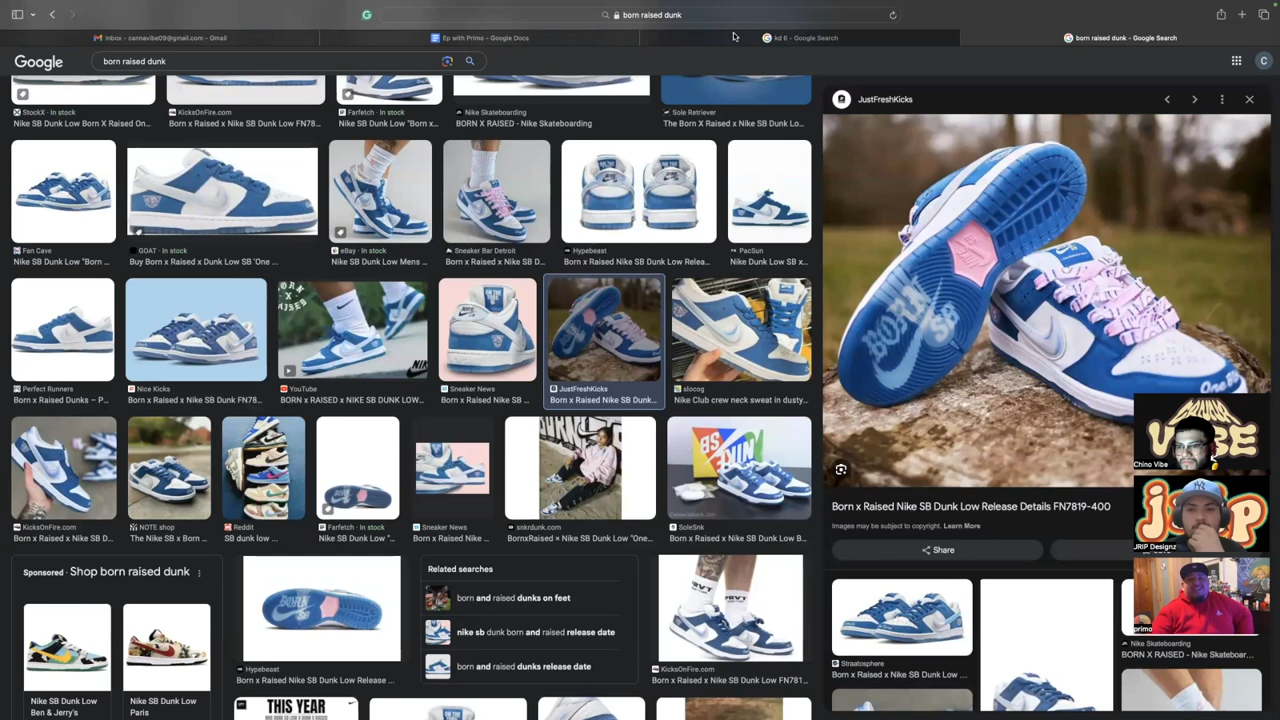 born raised dunk
Inbox - cannavibe09@gmail.com - Gmail
Ep with Primo - Google Docs
kd 6 - Google Search
born raised dunk - Google Search
Google
born raised dunk
C
StockX · In stock
Nike SB Dunk Low Born X Raised On...
KicksOnFire.com
Born x Raised x Nike SB Dunk Low FN78...
Farfetch · In stock
Nike SB Dunk Low "Born x...
Nike Skateboarding
BORN X RAISED - Nike Skateboarding
Sole Retriever
The Born X Raised x Nike SB Dunk Lo...
JustFreshKicks
Fan Cave
Nike SB Dunk Low "Born ...
GOAT · In stock
Buy Born x Raised x Dunk Low SB 'One ...
eBay · In stock
Nike SB Dunk Low Mens ...
Sneaker Bar Detroit
Born x Raised x Nike SB D...
Hypebeast
Born x Raised Nike SB Dunk Low Relea...
PacSun
Nike Dunk Low SB x...
Perfect Runners
Born x Raised Dunks – P...
Nice Kicks
Born x Raised Nike SB Dunk FN78...
BORN
X
RAISED
YouTube
BORN x RAISED x NIKE SB DUNK LOW...
Sneaker News
Born x Raised Nike SB ...
JustFreshKicks
Born x Raised Nike SB Dunk...
slocog
Nike Club crew neck sweat in dusty...
KicksOnFire.com
Born x Raised x Nike SB D...
NOTE shop
The Nike SB x Born ...
Reddit
SB dunk low ...
Farfetch · In stock
Nike SB Dunk Low "...
Sneaker News
Born x Raised Nike ...
snkrdunk.com
BornxRaised × Nike SB Dunk Low "One...
SoleSnk
Born x Raised Nike SB Dunk Low B...
BORN
SB
Born x Raised Nike SB Dunk Low Release Details FN7819-400
Images may be subject to copyright. Learn More
Share
VIBE
Chino Vibe
JRIP
JRIP Designz
primo
Sponsored · Shop born raised dunk
Nike SB Dunk Low
Ben & Jerry's
Nike SB Dunk Low
Paris
Hypebeast
Born x Raised Nike SB Dunk Low Release ...
Related searches
born and raised dunks on feet
nike sb dunk born and raised release date
born and raised dunks release date
PRVT
PRVT
KicksOnFire.com
Born x Raised x Nike SB Dunk Low FN781...
Straatosphere
Born x Raised x Nike SB Dunk Low ...
Nike Skateboarding
BORN X RAISED - Nike Skateboar...
THIS YEAR